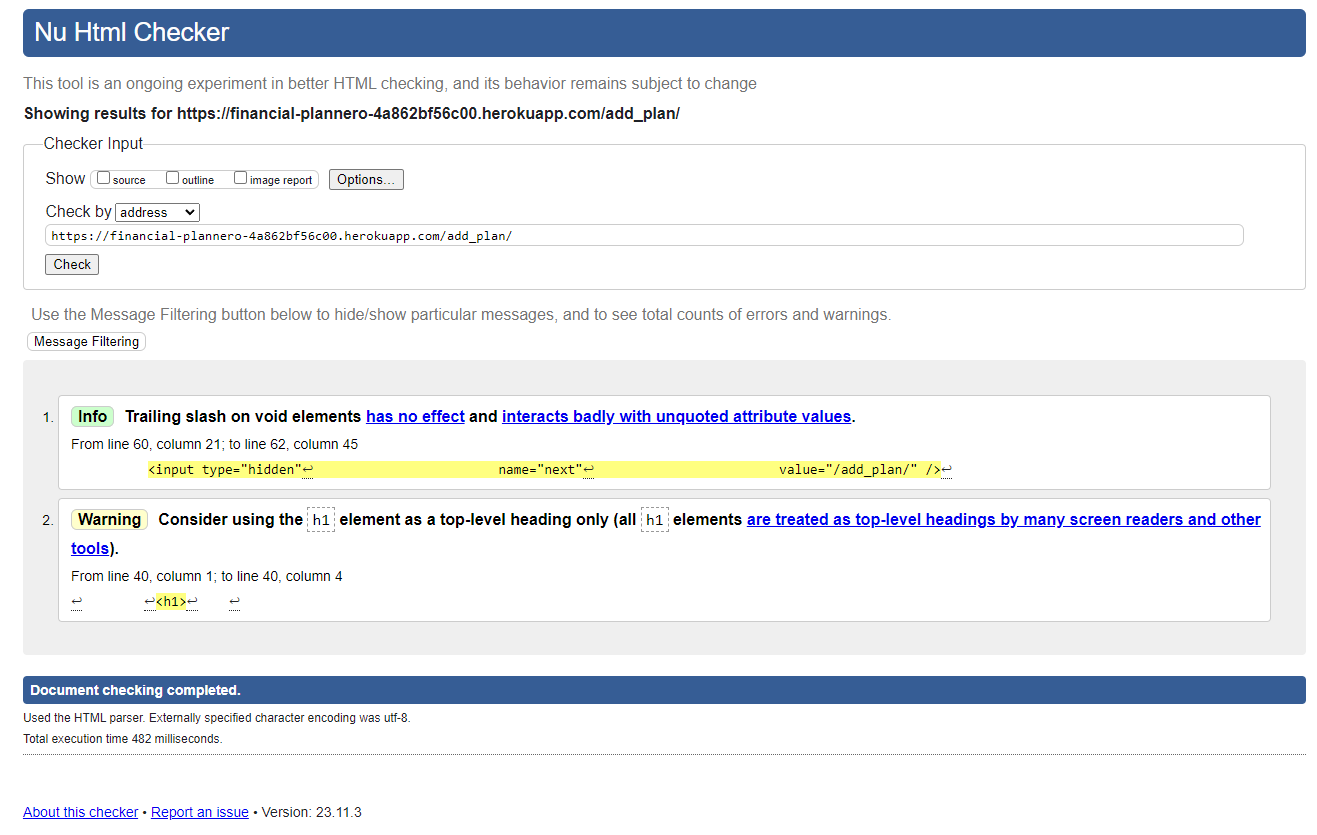 Nu Html Checker
This tool is an ongoing experiment in better HTML checking, and its behavior remains subject to change
Showing results for https://financial-plannero-4a862bf56c00.herokuapp.com/add_plan/
Checker Input
Show source outline image report Options...
Check by address
https://financial-plannero-4a862bf56c00.herokuapp.com/add_plan/
Check
Use the Message Filtering button below to hide/show particular messages, and to see total counts of errors and warnings.
Message Filtering
1. Info Trailing slash on void elements has no effect and interacts badly with unquoted attribute values.
From line 60, column 21; to line 62, column 45
<input type="hidden"↩ name="next"↩ value="/add_plan/" />↩
2. Warning Consider using the h1 element as a top-level heading only (all h1 elements are treated as top-level headings by many screen readers and other
tools).
From line 40, column 1; to line 40, column 4
↩ ↩<h1>↩ ↩
Document checking completed.
Used the HTML parser. Externally specified character encoding was utf-8.
Total execution time 482 milliseconds.
About this checker • Report an issue • Version: 23.11.3